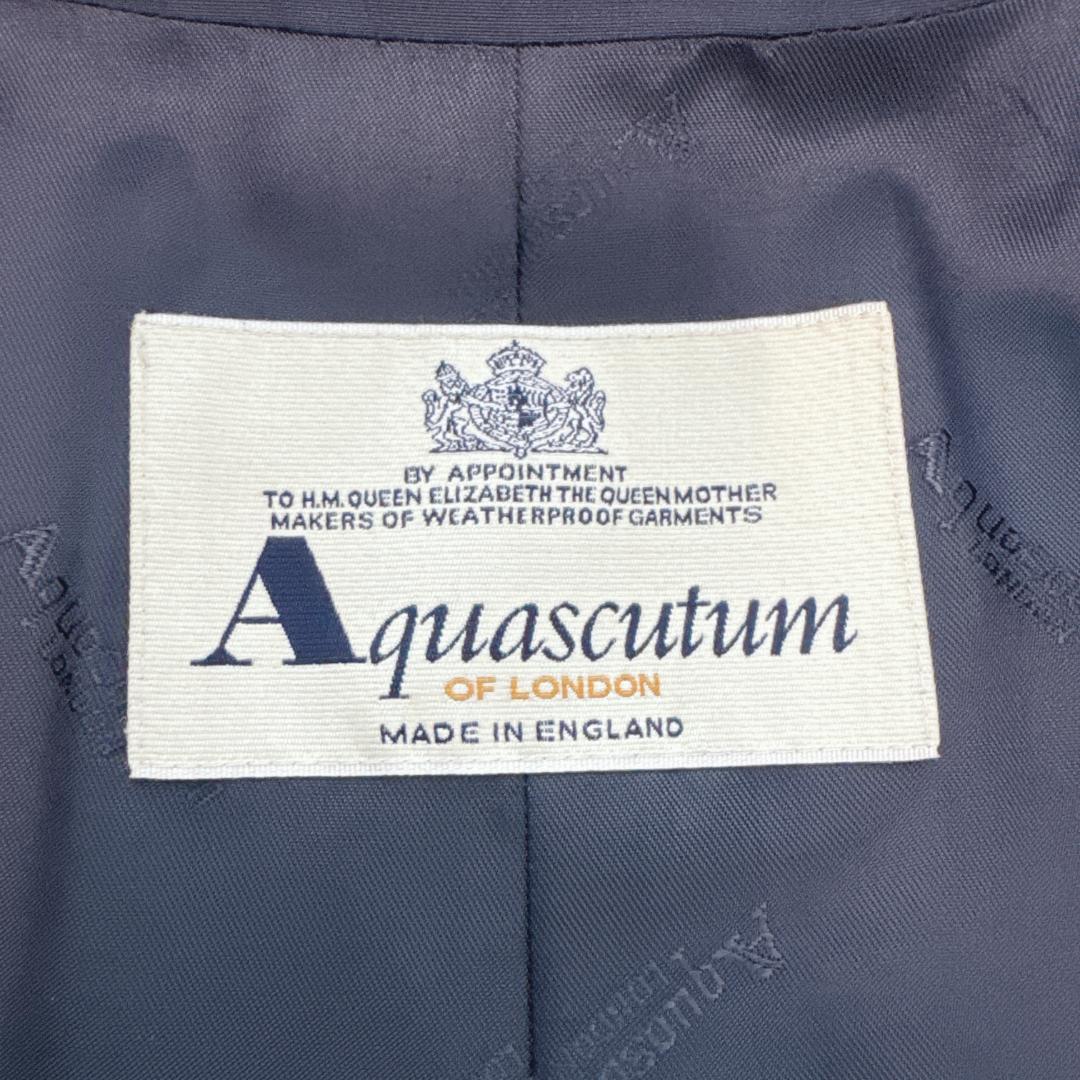 BY APPOINTMENT
TO H.M. QUEEN ELIZABETH THE QUEEN MOTHER
MAKERS OF WEATHERPROOF GARMENTS
Aquascutum
OF LONDON
MADE IN ENGLAND